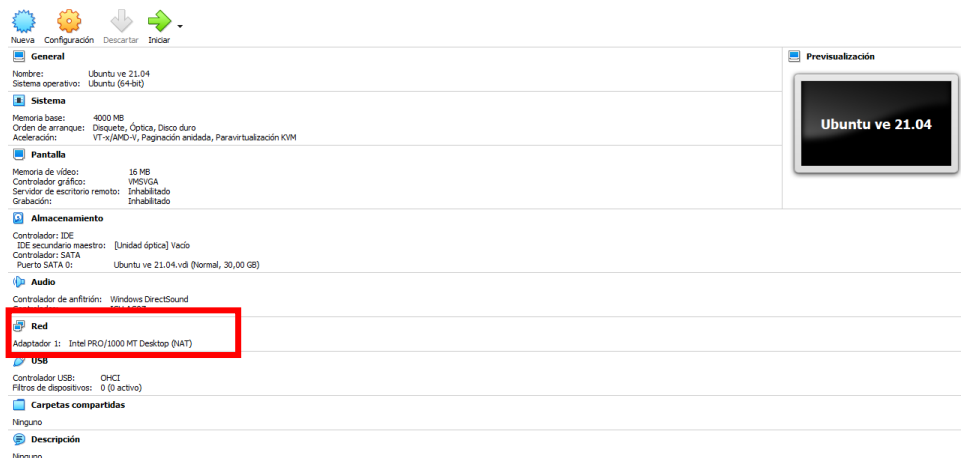 Nueva Configuración Descartar Iniciar
General
Nombre: Ubuntu ve 21.04
Sistema operativo: Ubuntu (64-bit)
Sistema
Memoria base: 4000 MB
Orden de arranque: Disquete, Óptica, Disco duro
Aceleración: VT-x/AMD-V, Paginación anidada, Paravirtualización KVM
Pantalla
Memoria de vídeo: 16 MB
Controlador gráfico: VMSVGA
Servidor de escritorio remoto: Inhabilitado
Grabación: Inhabilitado
Almacenamiento
Controlador: IDE
IDE secundario maestro: [Unidad óptica] Vacío
Controlador: SATA
Puerto SATA 0: Ubuntu ve 21.04.vdi (Normal, 30,00 GB)
Audio
Controlador de anfitrión: Windows DirectSound
Red
Adaptador 1: Intel PRO/1000 MT Desktop (NAT)
USB
Controlador USB: OHCI
Filtros de dispositivos: 0 (0 activo)
Carpetas compartidas
Ninguno
Descripción
Ninguno
Previsualización
Ubuntu ve 21.04